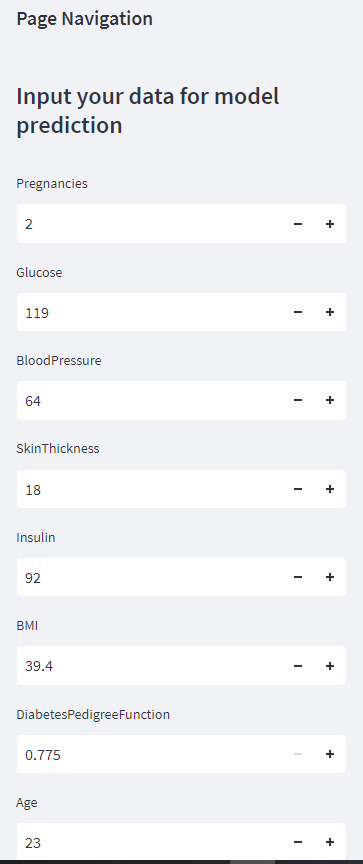 Page Navigation
Input your data for model
prediction
Pregnancies
2 − +
Glucose
119 − +
BloodPressure
64 − +
SkinThickness
18 − +
Insulin
92 − +
BMI
39.4 − +
DiabetesPedigreeFunction
0.775 − +
Age
23 − +